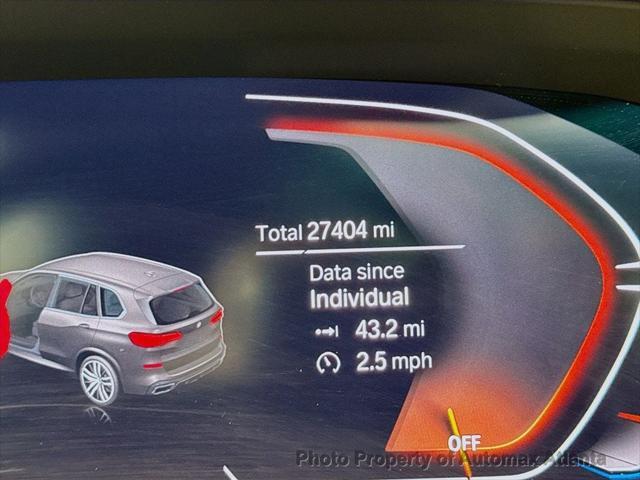 Total 27404 mi
Data since
Individual
43.2 mi
2.5 mph
OFF
Photo Property of Automax Atlanta